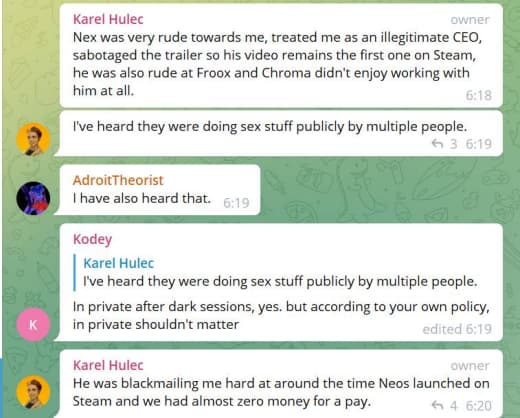 Karel Hulec owner
Nex was very rude towards me, treated me as an illegitimate CEO,
sabotaged the trailer so his video remains the first one on Steam,
he was also rude at Froox and Chroma didn't enjoy working with
him at all.
6:18
I've heard they were doing sex stuff publicly by multiple people.
3 6:19
AdroitTheorist
I have also heard that. 6:19
Kodey
Karel Hulec
I've heard they were doing sex stuff publicly by multiple people.
In private after dark sessions, yes. but according to your own policy,
in private shouldn't matter
edited 6:19
K
Karel Hulec owner
He was blackmailing me hard at around the time Neos launched on
Steam and we had almost zero money for a pay. 4 6:20